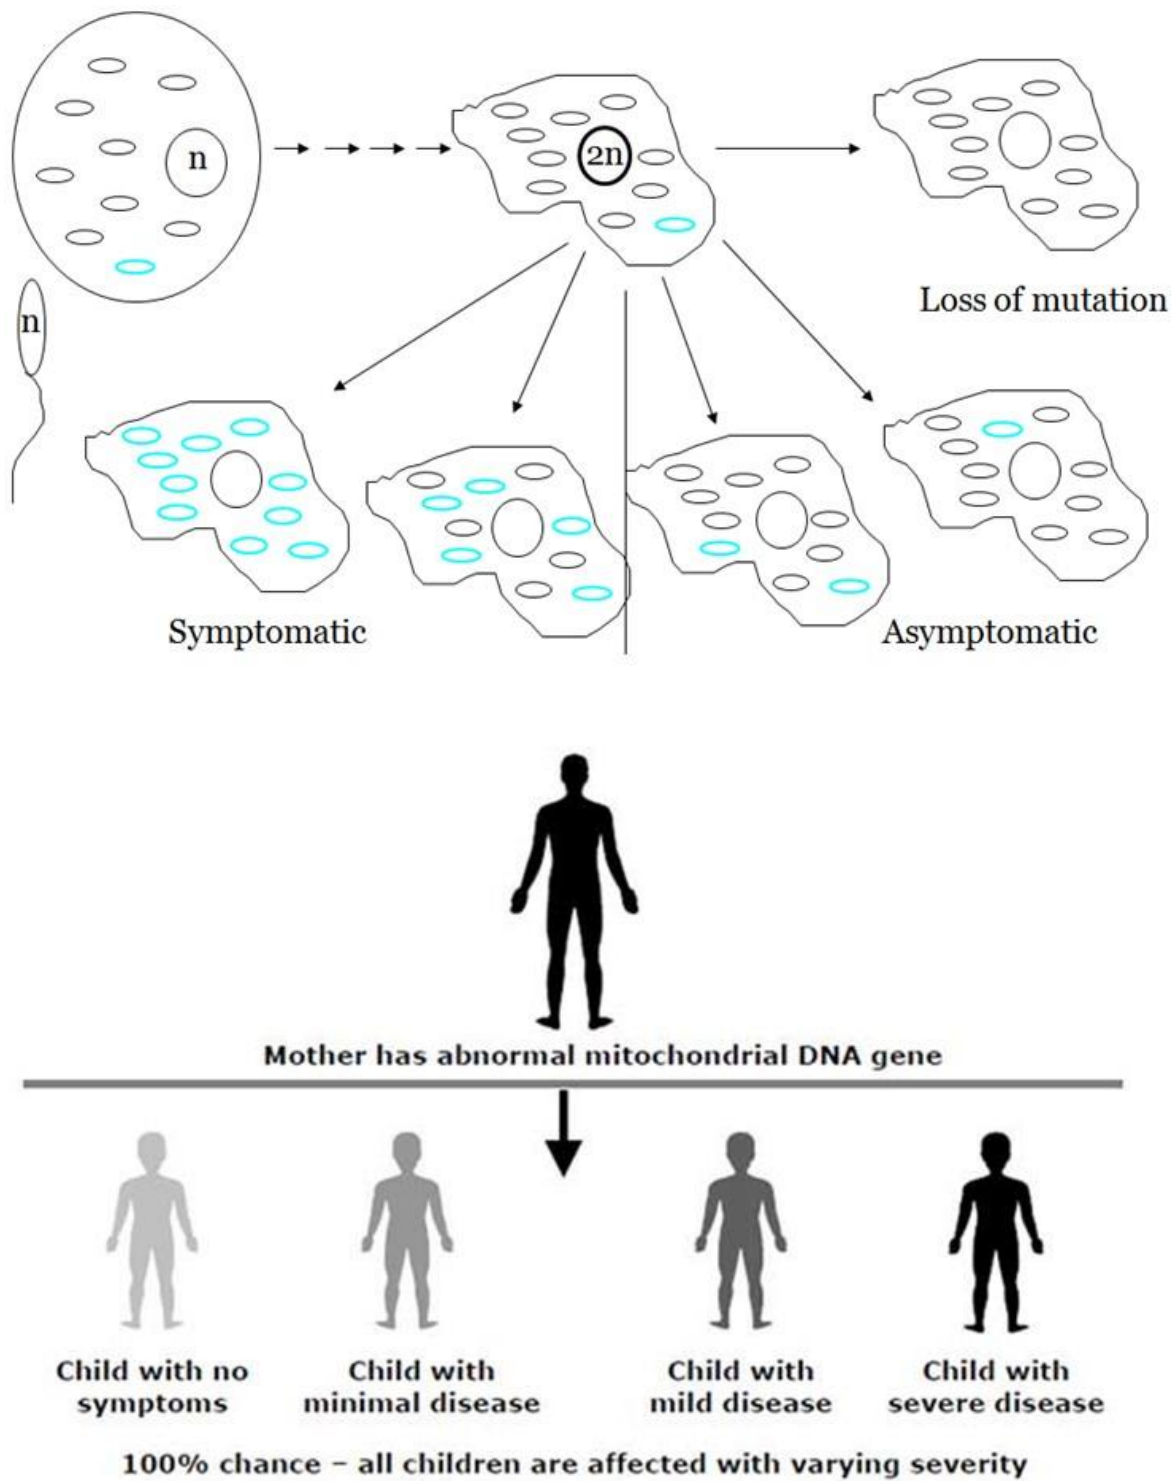 n
2n
n
Loss of mutation
Symptomatic
Asymptomatic
Mother has abnormal mitochondrial DNA gene
Child with no
symptoms
Child with
minimal disease
Child with
mild disease
Child with
severe disease
100% chance – all children are affected with varying severity